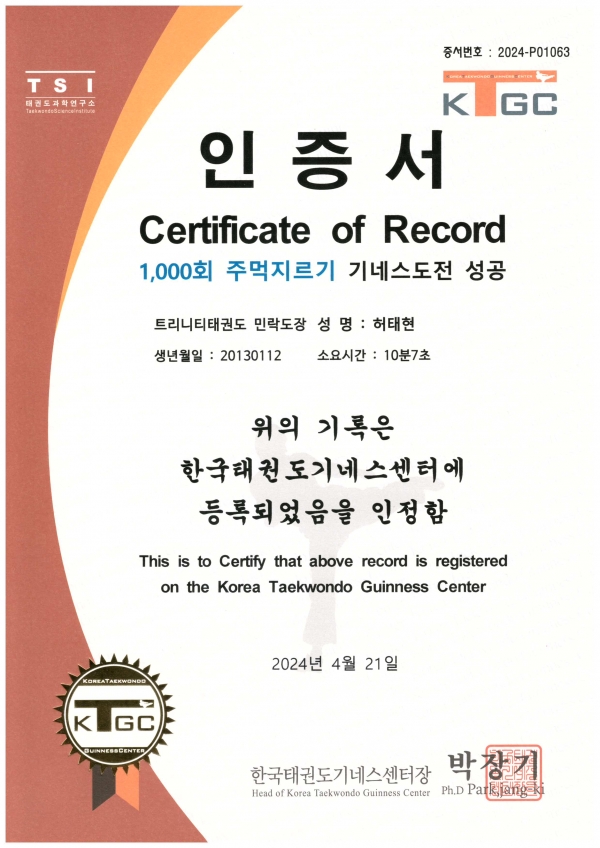 증서번호 : 2024-P01063
TSI
태권도과학연구소
TaekwondoScienceInstitute
KTGC
인증서
Certificate of Record
1,000회 주먹지르기 기네스도전 성공
트리니티태권도 민락도장 성 명 : 허태현
생년월일 : 20130112 소요시간 : 10분7초
위의 기록은
한국태권도기네스센터에
등록되었음을 인정함
This is to Certify that above record is registered
on the Korea Taekwondo Guinness Center
2024년 4월 21일
KOREATAEKWONDO
KTGC
GUINNESSCENTER
한국태권도기네스센터장 박장기
Head of Korea Taekwondo Guinness Center Ph.D Park,jang-ki